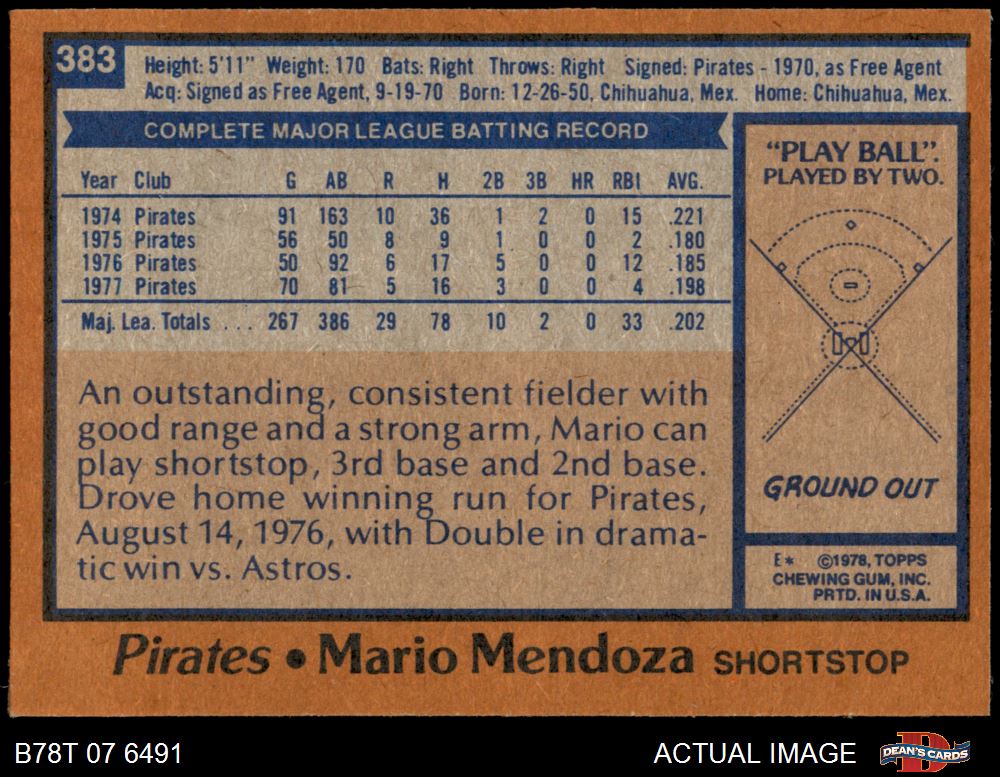 383
Height: 5'11" Weight: 170 Bats: Right Throws: Right Signed: Pirates - 1970, as Free Agent
Acq: Signed as Free Agent, 9-19-70 Born: 12-26-50, Chihuahua, Mex. Home: Chihuahua, Mex.
COMPLETE MAJOR LEAGUE BATTING RECORD
Year Club G AB R H 2B 3B HR RBI AVG.
1974 Pirates 91 163 10 36 1 2 0 15 .221
1975 Pirates 56 50 8 9 1 0 0 2 .180
1976 Pirates 50 92 6 17 5 0 0 12 .185
1977 Pirates 70 81 5 16 3 0 0 4 .198
Maj. Lea. Totals . . . 267 386 29 78 10 2 0 33 .202
An outstanding, consistent fielder with
good range and a strong arm, Mario can
play shortstop, 3rd base and 2nd base.
Drove home winning run for Pirates,
August 14, 1976, with Double in drama-
tic win vs. Astros.
"PLAY BALL".
PLAYED BY TWO.
GROUND OUT
E* ©1978, TOPPS
CHEWING GUM, INC.
PRTD. IN U.S.A.
Pirates • Mario Mendoza SHORTSTOP
B78T 07 6491
ACTUAL IMAGE
D
DEAN'S CARDS